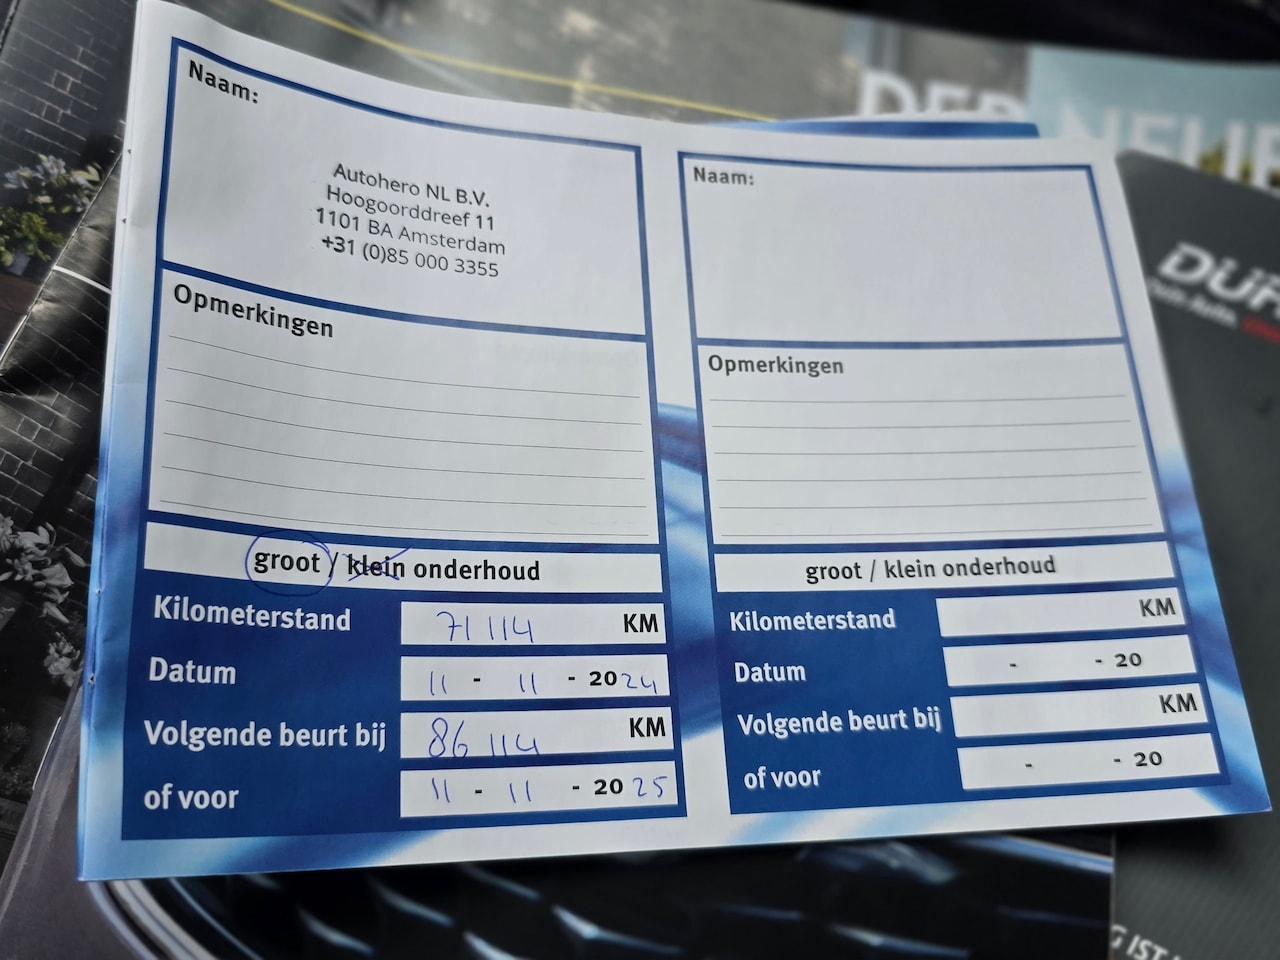 Naam:
Autohero NL B.V.
Hoogoorddreef 11
1101 BA Amsterdam
+31 (0)85 000 3355
Opmerkingen
groot / klein onderhoud
Kilometerstand 71 114 KM
Datum 11 - 11 - 2024
Volgende beurt bij 86 114 KM
of voor 11 - 11 - 2025
Naam:
Opmerkingen
groot / klein onderhoud
Kilometerstand KM
Datum - - 20
Volgende beurt bij KM
of voor - - 20
DER NEUE